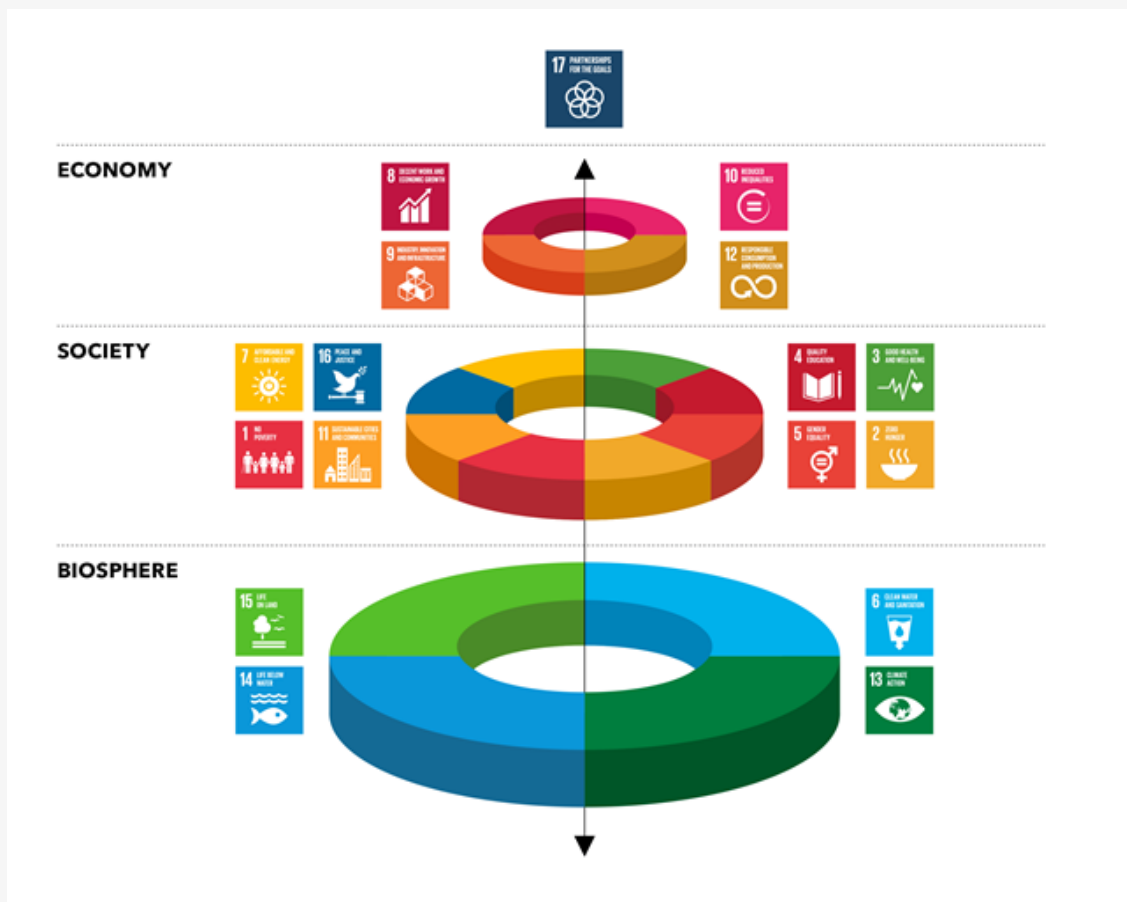 17 PARTNERSHIPS
FOR THE GOALS
ECONOMY
8 DECENT WORK AND
ECONOMIC GROWTH
10 REDUCED
INEQUALITIES
9 INDUSTRY, INNOVATION
AND INFRASTRUCTURE
12 RESPONSIBLE
CONSUMPTION
AND PRODUCTION
SOCIETY
7 AFFORDABLE AND
CLEAN ENERGY
16 PEACE AND
JUSTICE
4 QUALITY
EDUCATION
3 GOOD HEALTH
AND WELL-BEING
1 NO
POVERTY
11 SUSTAINABLE CITIES
AND COMMUNITIES
5 GENDER
EQUALITY
2 ZERO
HUNGER
BIOSPHERE
15 LIFE
ON LAND
6 CLEAN WATER
AND SANITATION
14 LIFE BELOW
WATER
13 CLIMATE
ACTION